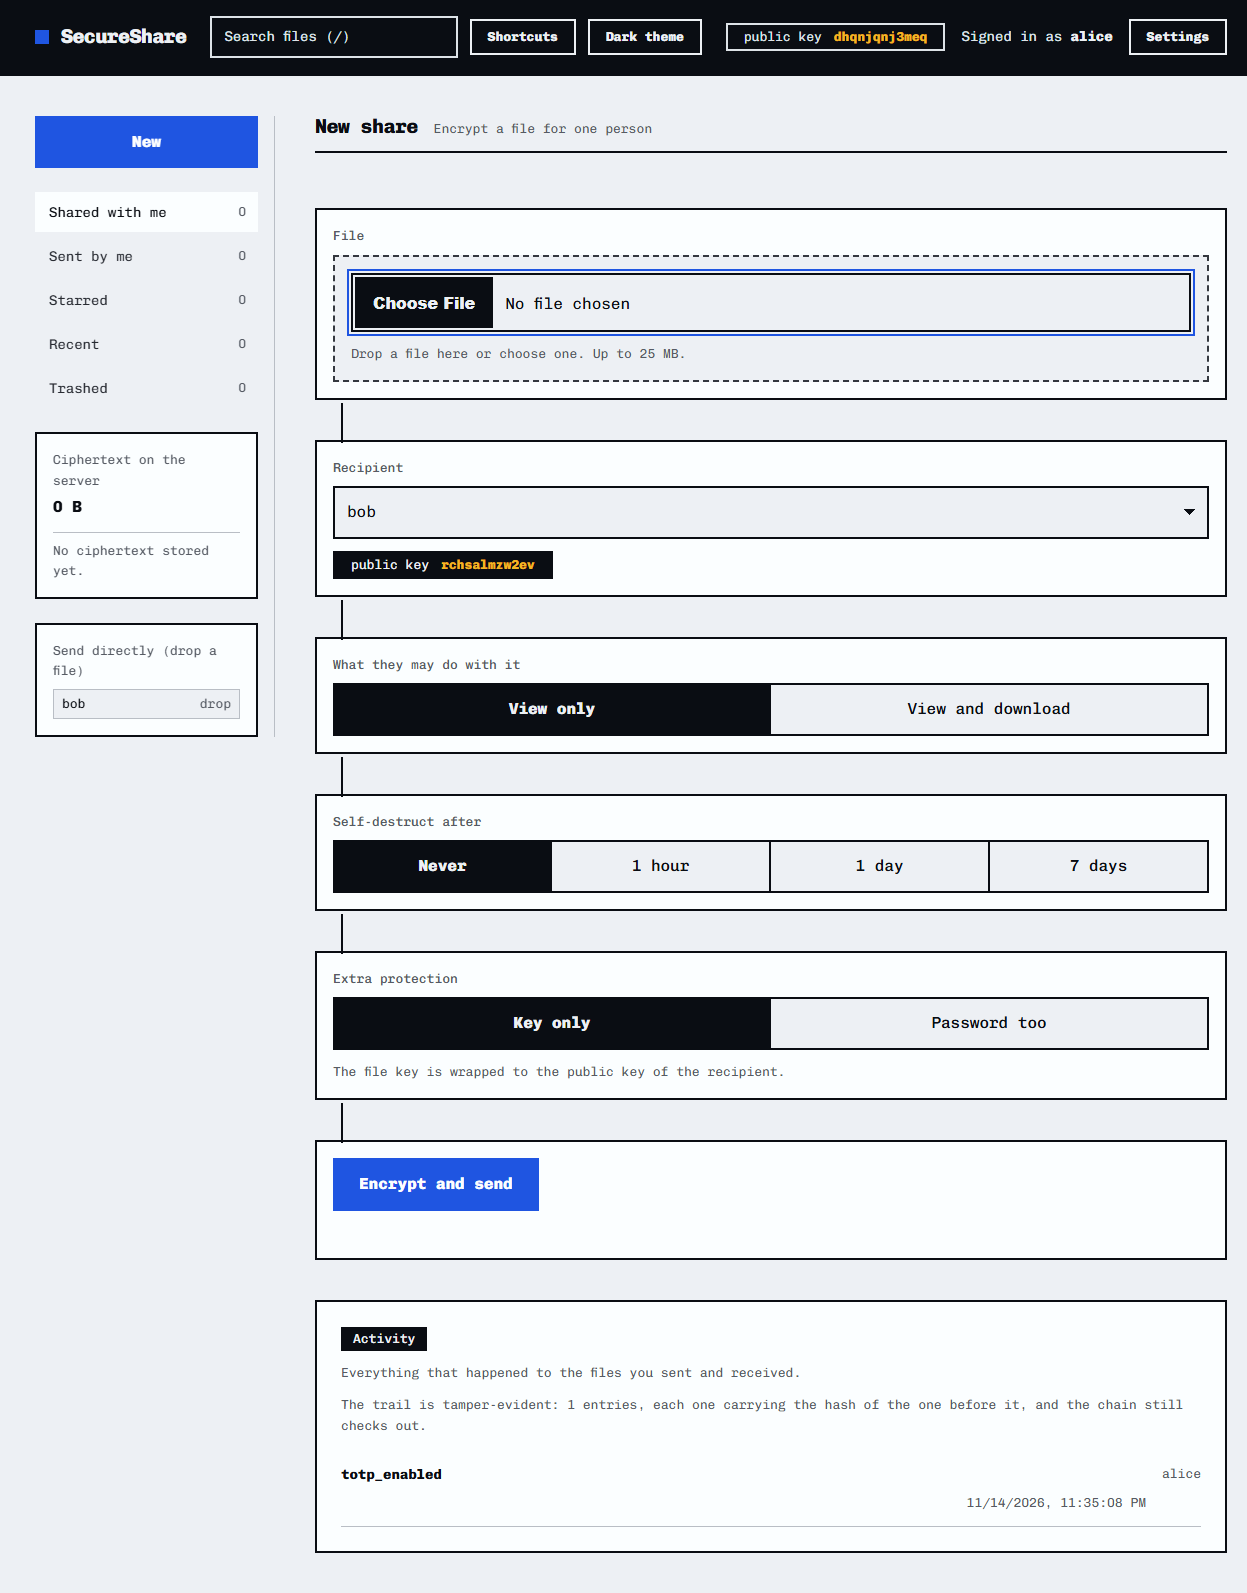 SecureShare
Search files (/)
Shortcuts
Dark theme
public key dhqnjqnj3meq
Signed in as alice
Settings
New
Shared with me 0
Sent by me 0
Starred 0
Recent 0
Trashed 0
Ciphertext on the
server
0 B
No ciphertext stored
yet.
Send directly (drop a
file)
bob drop
New share Encrypt a file for one person
File
Choose File No file chosen
Drop a file here or choose one. Up to 25 MB.
Recipient
bob
public key rchsalmzw2ev
What they may do with it
View only View and download
Self-destruct after
Never 1 hour 1 day 7 days
Extra protection
Key only Password too
The file key is wrapped to the public key of the recipient.
Encrypt and send
Activity
Everything that happened to the files you sent and received.
The trail is tamper-evident: 1 entries, each one carrying the hash of the one before it, and the chain still
checks out.
totp_enabled alice
11/14/2026, 11:35:08 PM